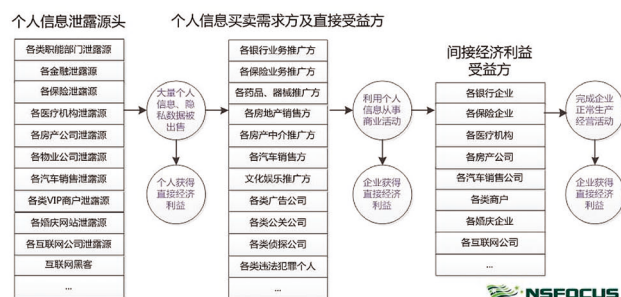 个人信息泄露源头
各类职能部门泄露源
各金融泄露源
各保险泄露源
各医疗机构泄露源
各房产公司泄露源
各物业公司泄露源
各汽车销售泄露源
各类VIP商户泄露源
各婚庆网站泄露源
各互联网公司泄露源
互联网黑客
...
大量个人
信息、隐
私数据被
出售
个人获得
直接经济
利益
个人信息买卖需求方及直接受益方
各银行业务推广方
各保险业务推广方
各药品、器械推广方
各房地产销售方
各房产中介推广方
各汽车销售方
文化娱乐推广方
各类广告公司
各类公关公司
各类侦探公司
各类违法犯罪个人
...
利用个人
信息从事
商业活动
企业获得
直接经济
利益
间接经济利益
受益方
各银行企业
各保险企业
各医疗机构
各房产公司
各汽车销售公司
各类商户
各婚庆企业
各互联网公司
...
完成企业
正常生产
经营活动
企业获得
直接经济
利益
NSFOCUS